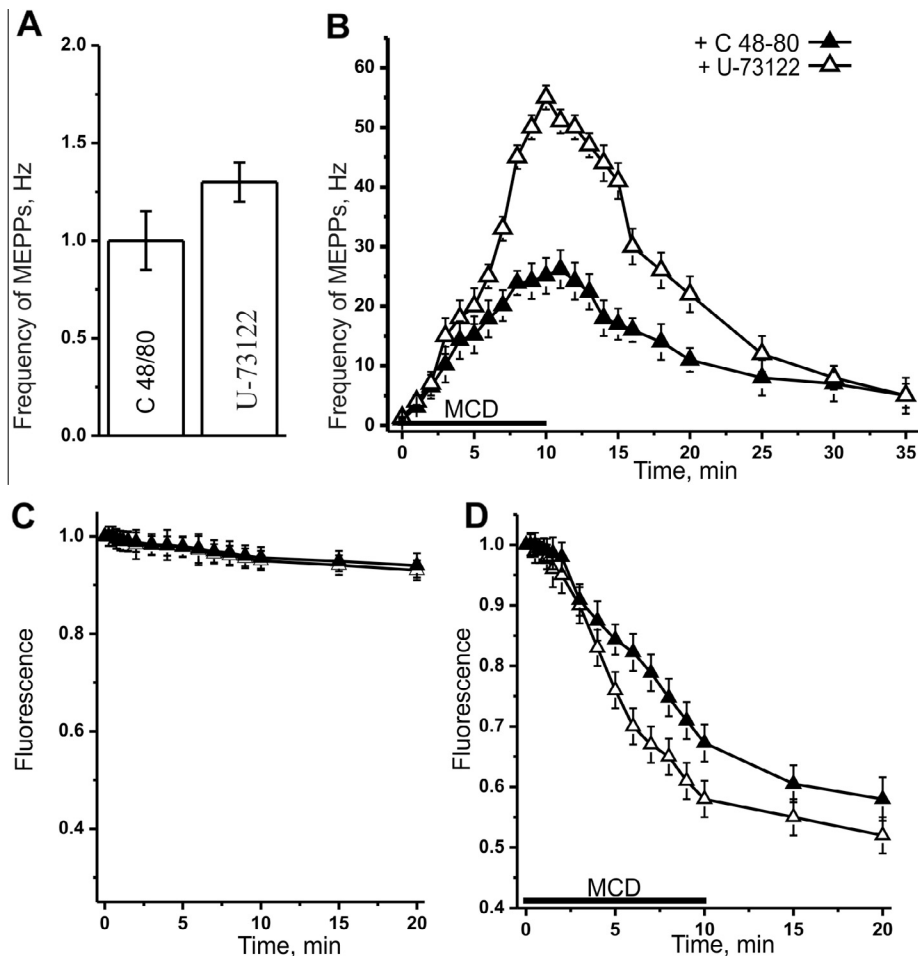 A
Frequency of MEPPs, Hz
2.0
1.5
1.0
0.5
0.0
C 48/80
U-73122
B
+ C 48-80
+ U-73122
Frequency of MEPPs, Hz
60
50
40
30
20
10
0
MCD
0 5 10 15 20 25 30 35
Time, min
C
Fluorescence
1.0
0.8
0.6
0.4
0 5 10 15 20
Time, min
D
Fluorescence
1.0
0.9
0.8
0.7
0.6
0.5
0.4
MCD
0 5 10 15 20
Time, min